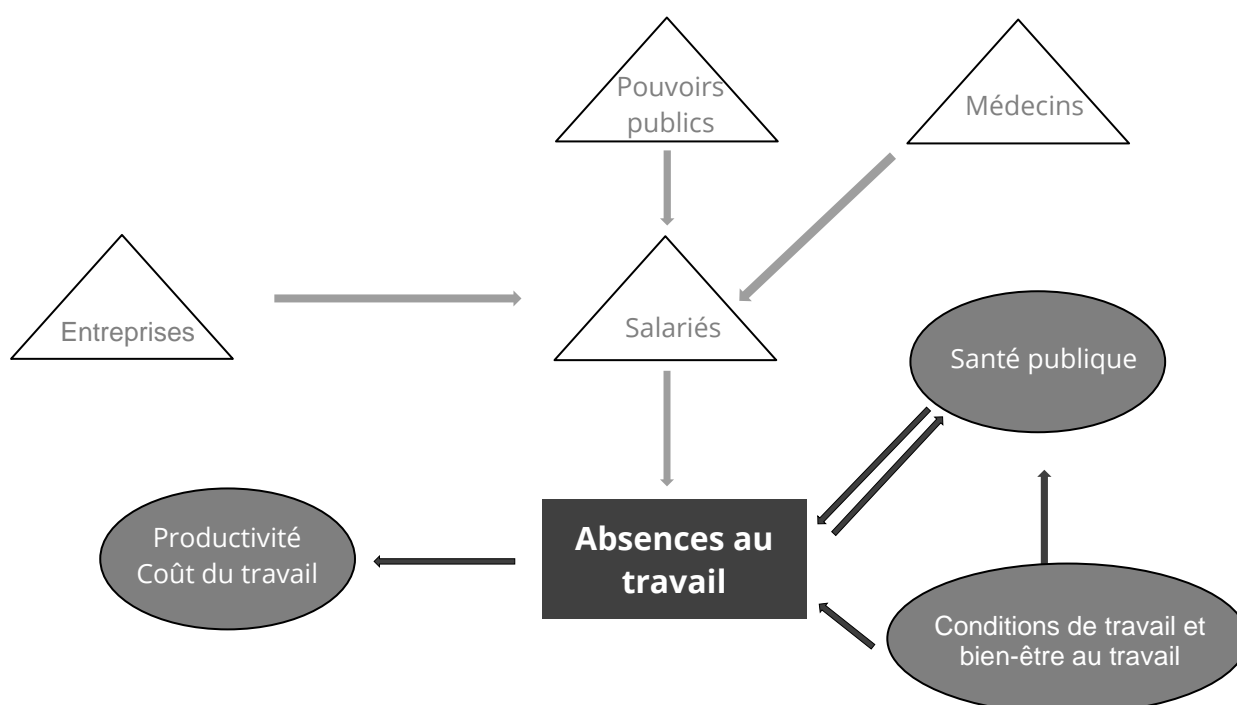 Pouvoirs
publics
Médecins
Entreprises
Salariés
Santé publique
Productivité
Coût du travail
Absences au
travail
Conditions de travail et
bien-être au travail